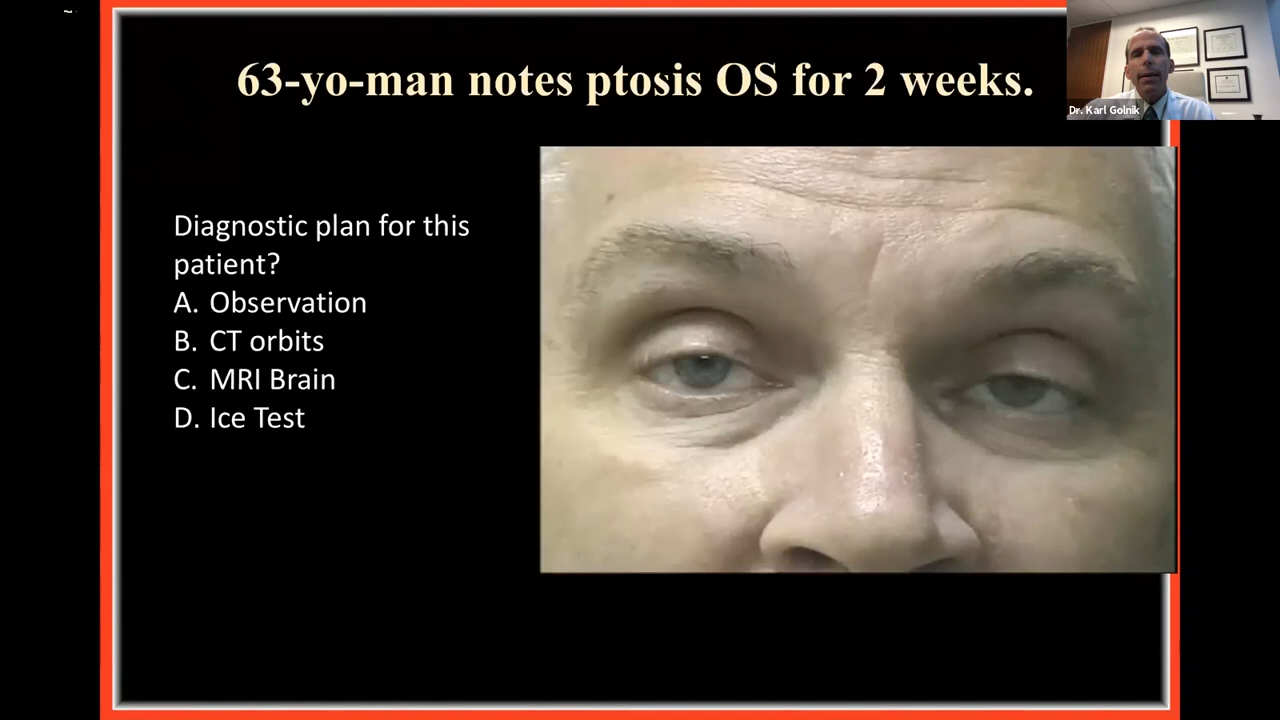 63-yo-man notes ptosis OS for 2 weeks.
Dr. Karl Golnik
Diagnostic plan for this
patient?
A. Observation
B. CT orbits
C. MRI Brain
D. Ice Test